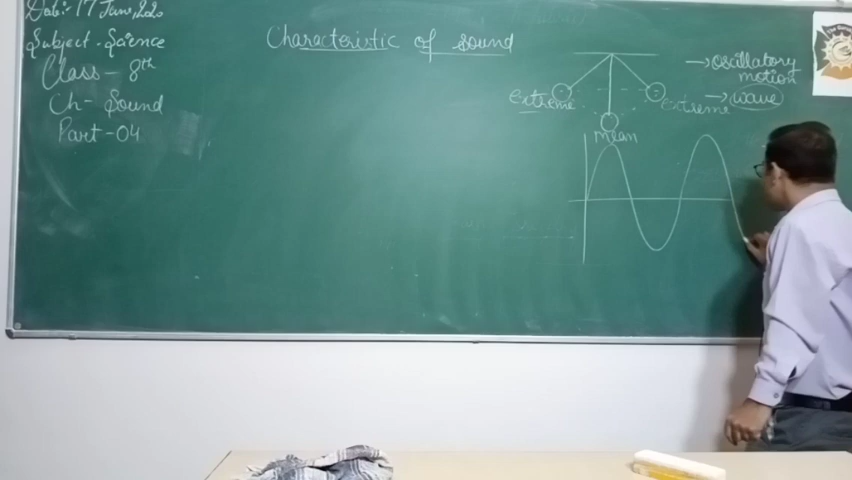 Date:- 17 June, 2020
Subject - Science
Class - 8th
Ch - Sound
Part - 04
Characteristic of sound
→ Oscillatory
motion
→ wave
extreme
extreme
mean